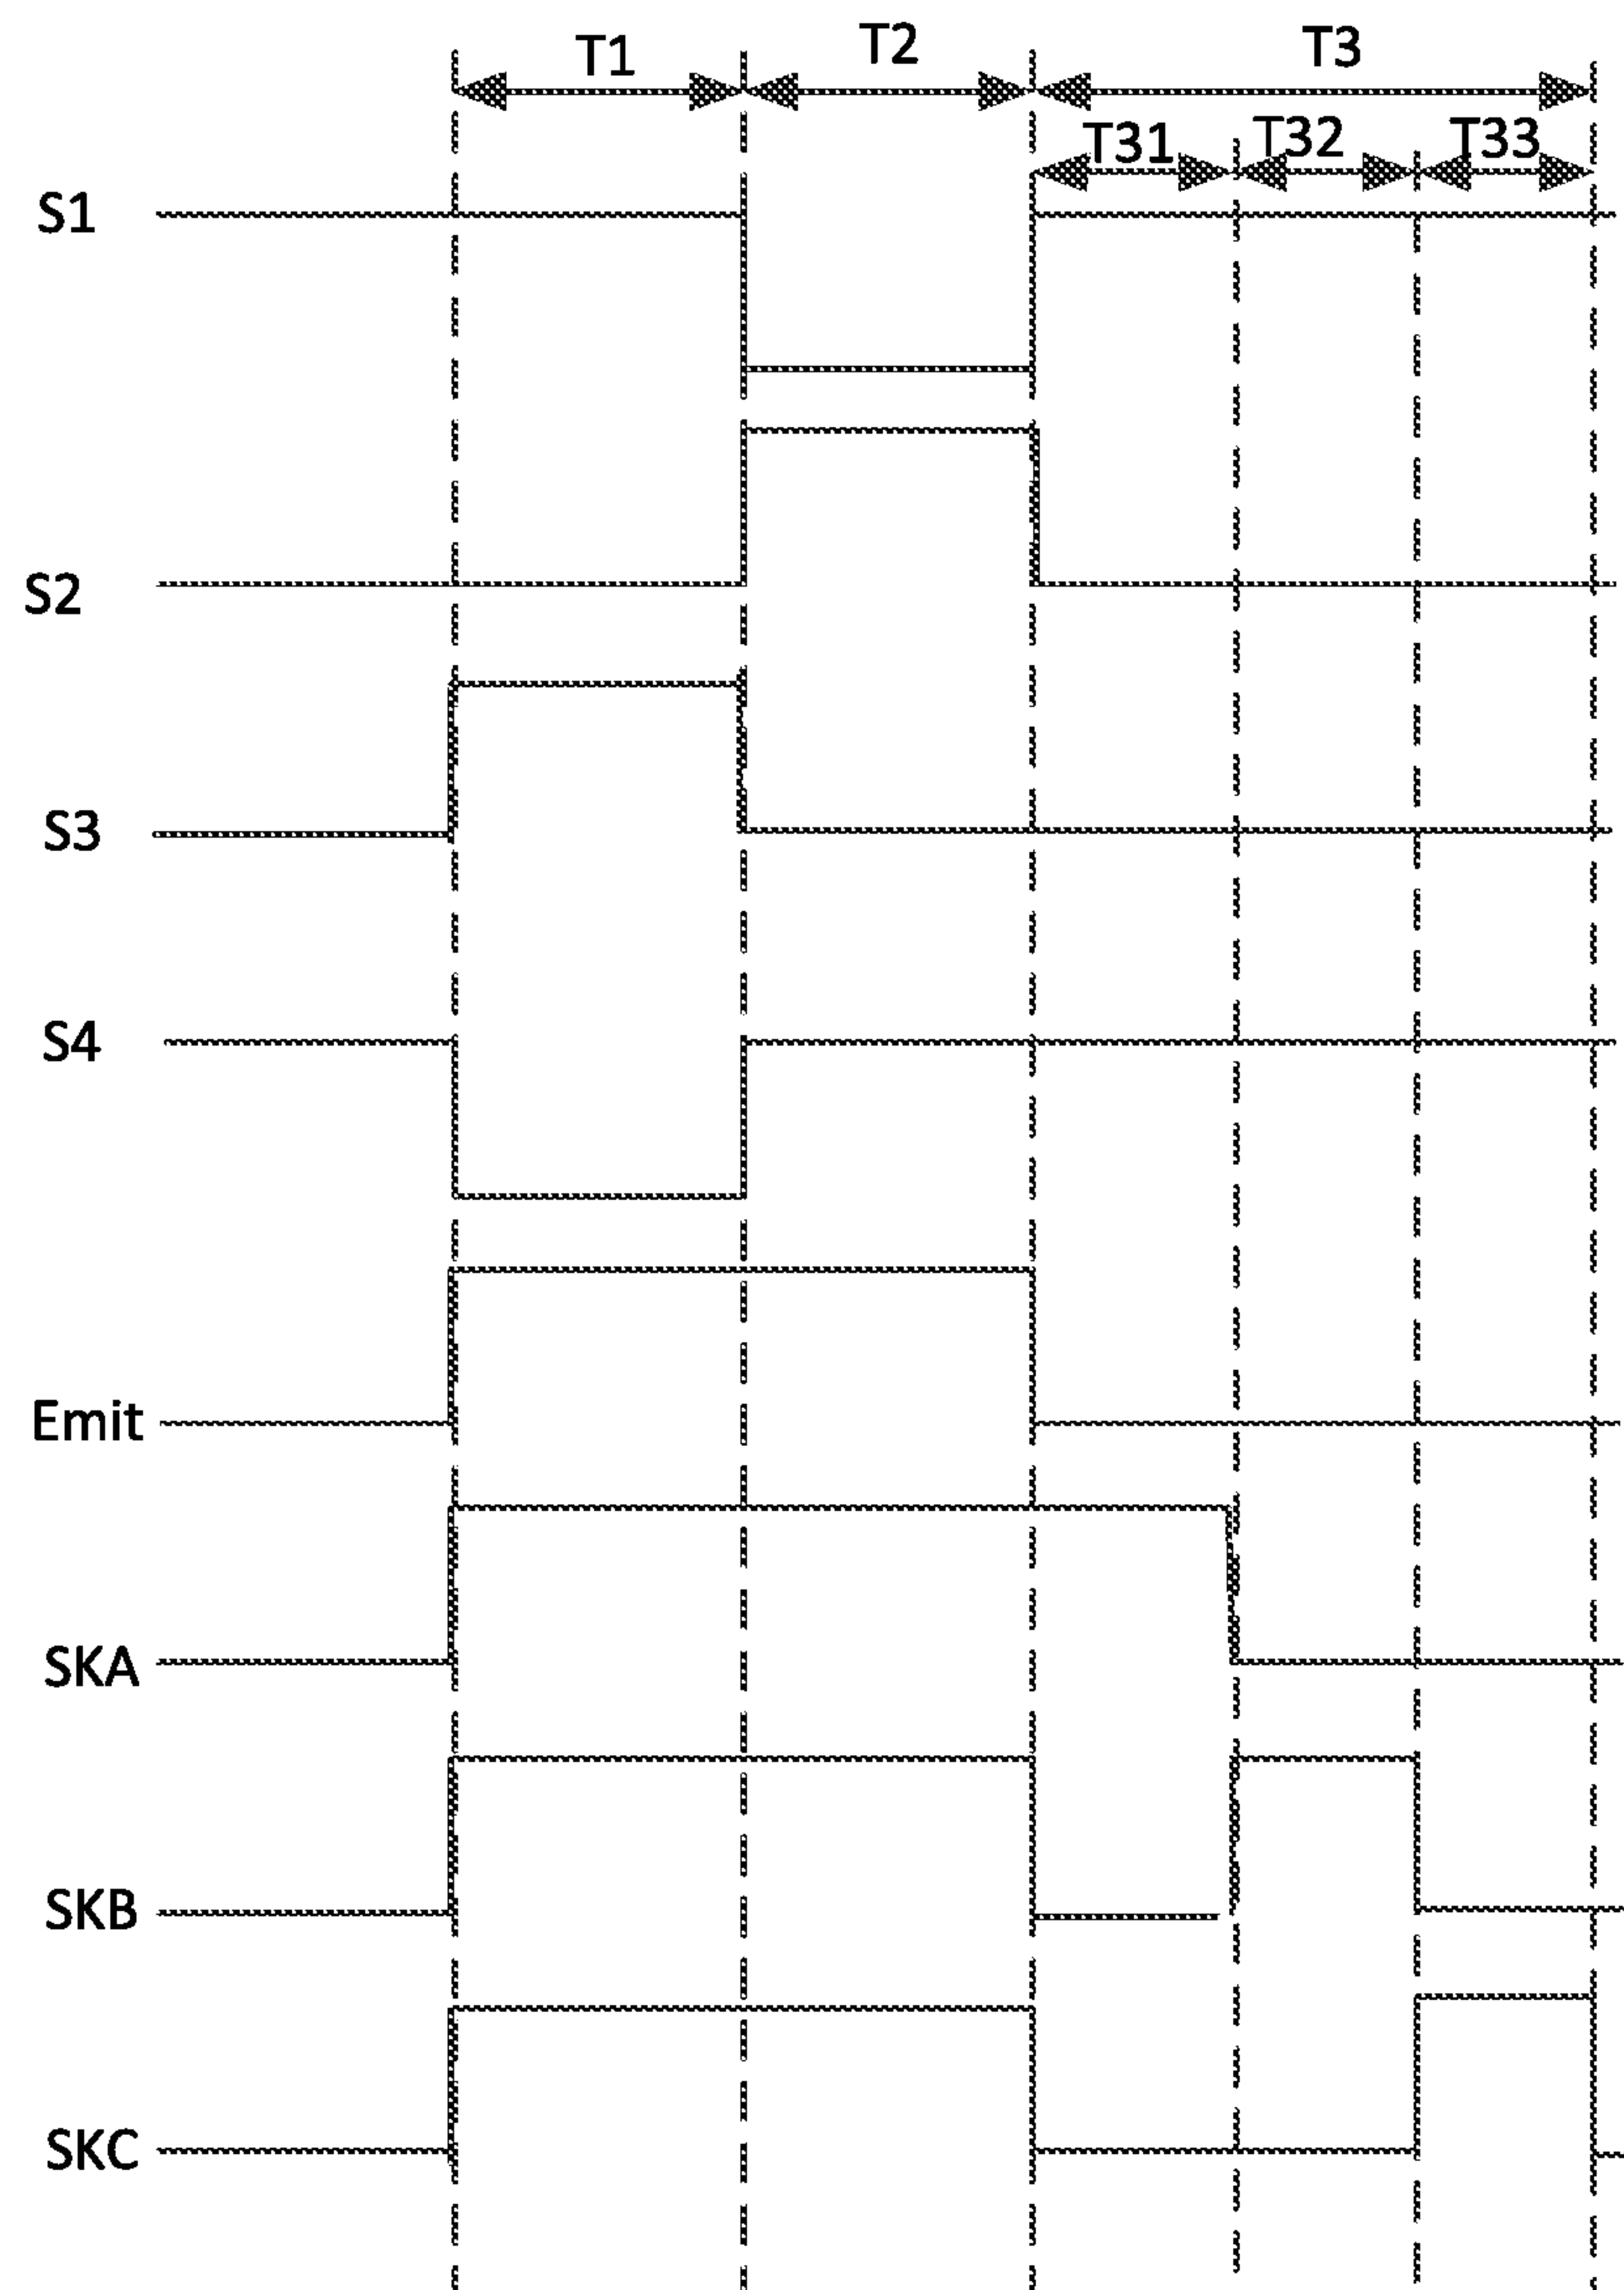 T1 T2 T3
T31 T32 T33
S1
S2
S3
S4
Emit
SKA
SKB
SKC